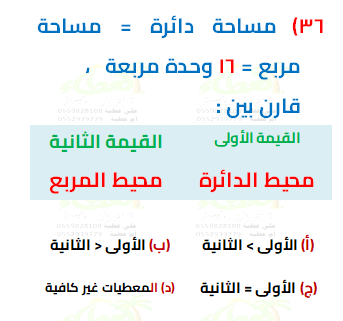 ٣٦) مساحة دائرة = مساحة
مربع = ١٦ وحدة مربعة ،
قارن بين :
القيمة الأولى القيمة الثانية
محيط الدائرة محيط المربع
(أ) الأولى > الثانية (ب) الأولى < الثانية
(ج) الأولى = الثانية (د) المعطيات غير كافية